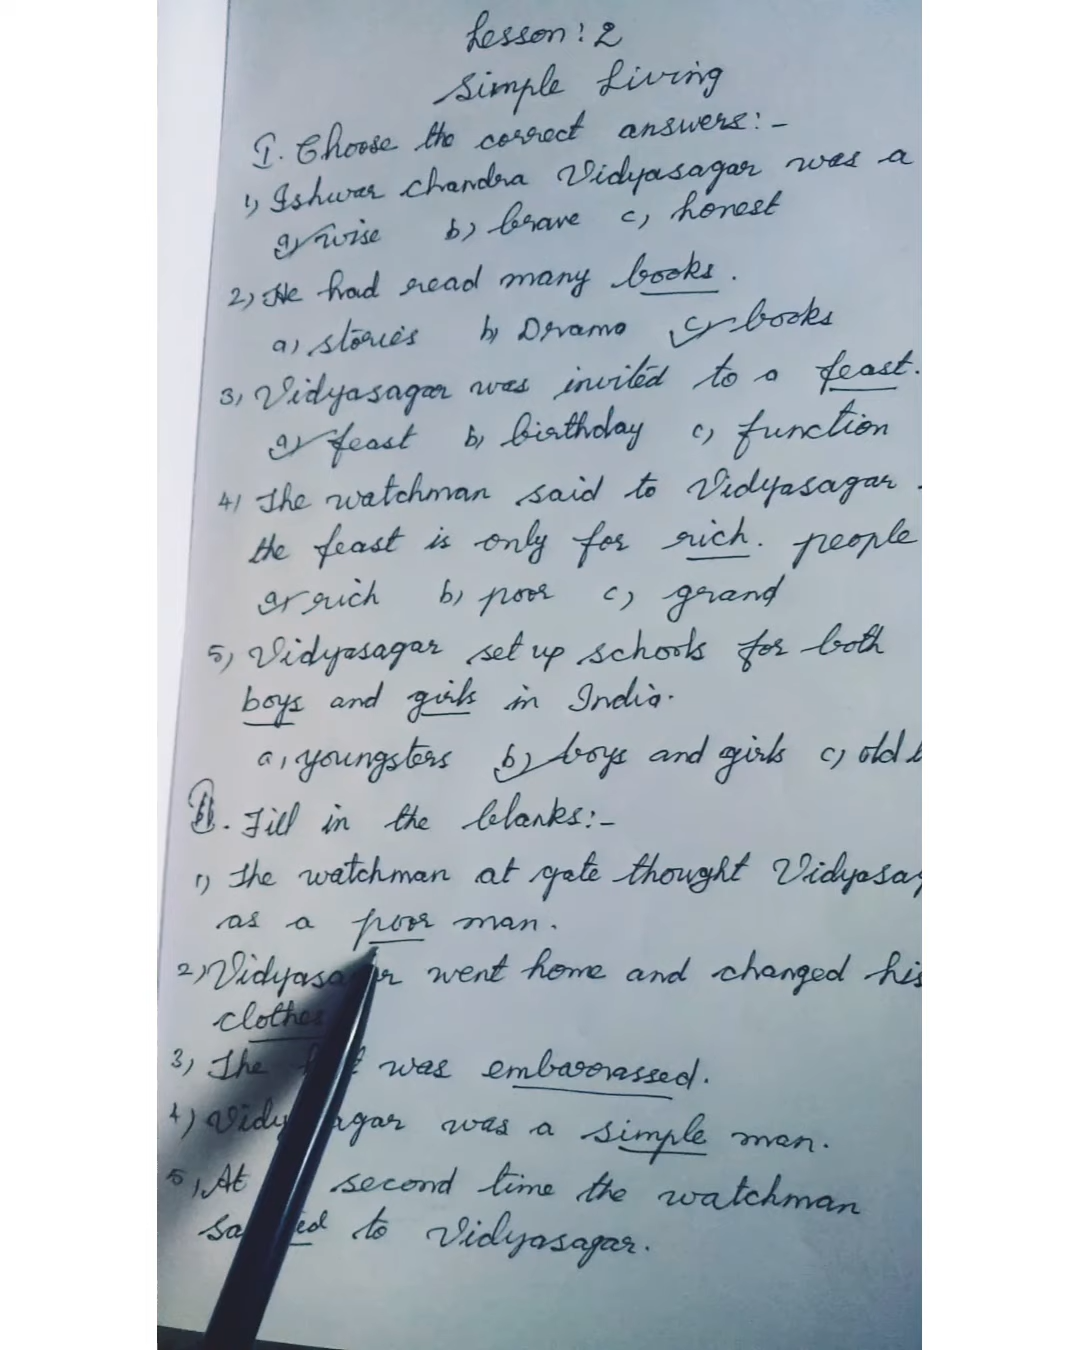 Lesson: 2
Simple Living
I. Choose the correct answers:-
1) Ishwar chandra Vidyasagar was a
a) wise b) brave c) honest
2) He had read many books.
a) stories b) Drama c) books
3) Vidyasagar was invited to a feast.
a) feast b) birthday c) function
4) The watchman said to Vidyasagar.
the feast is only for rich. people
a) rich b) poor c) grand
5) Vidyasagar set up schools for both
boys and girls in India.
a) youngsters b) boys and girls c) old
II. Fill in the blanks:-
1) The watchman at gate thought
as a poor man.
2) went home and changed his
clothes
3) The was embarrassed.
4) was a simple man.
5) At second time the watchman
to Vidyasagar.